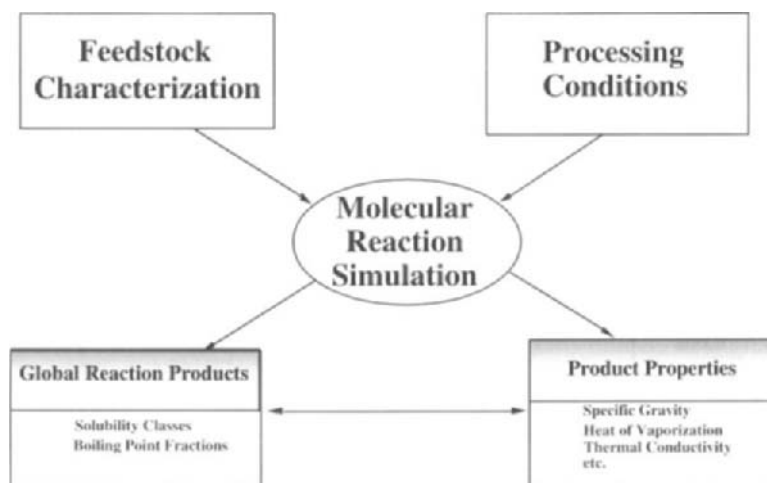 Feedstock
Characterization
Processing
Conditions
Molecular
Reaction
Simulation
Global Reaction Products
Solubility Classes
Boiling Point Fractions
Product Properties
Specific Gravity
Heat of Vaporization
Thermal Conductivity
etc.